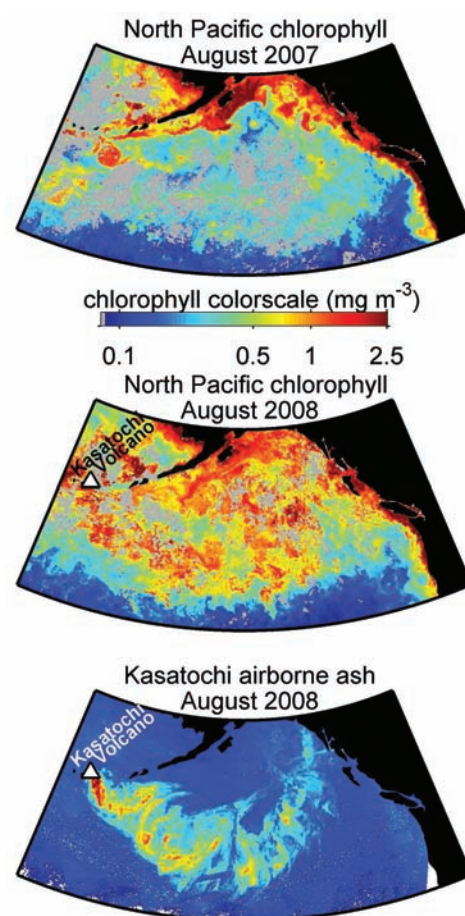 North Pacific chlorophyll
August 2007
chlorophyll colorscale (mg m⁻³)
0.1 0.5 1 2.5
North Pacific chlorophyll
August 2008
Kasatochi
Volcano
Kasatochi airborne ash
August 2008
Kasatochi
Volcano